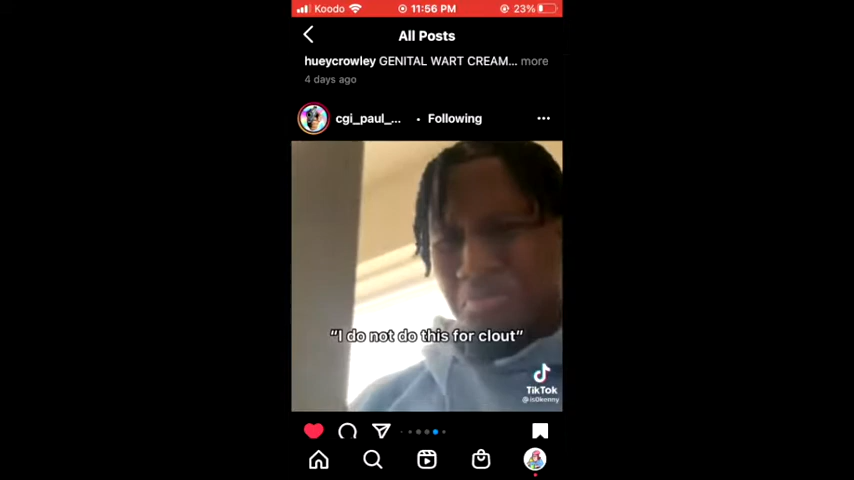 Koodo 11:56 PM 23%
All Posts
hueycrowley GENITAL WART CREAM... more
4 days ago
cgi_paul_... • Following
“I do not do this for clout”
TikTok
@is0kenny